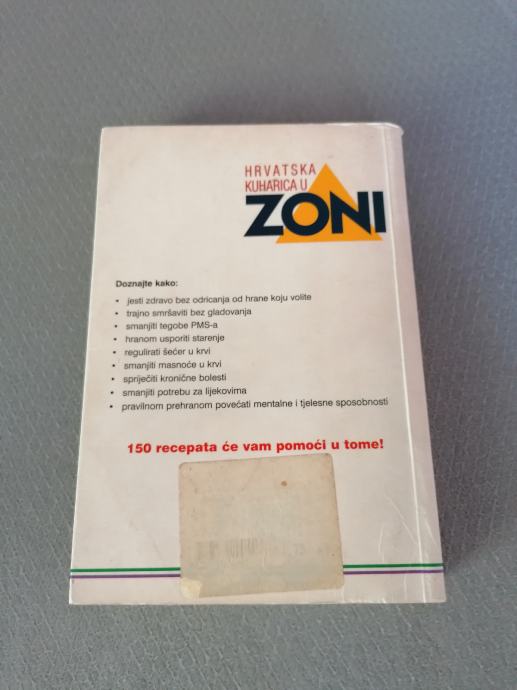 HRVATSKA
KUHARICA U
ZONI
Doznajte kako:
• jesti zdravo bez odricanja od hrane koju volite
• trajno smršaviti bez gladovanja
• smanjiti tegobe PMS-a
• hranom usporiti starenje
• regulirati šećer u krvi
• smanjiti masnoće u krvi
• spriječiti kronične bolesti
• smanjiti potrebu za lijekovima
• pravilnom prehranom povećati mentalne i tjelesne sposobnosti
150 recepata će vam pomoći u tome!